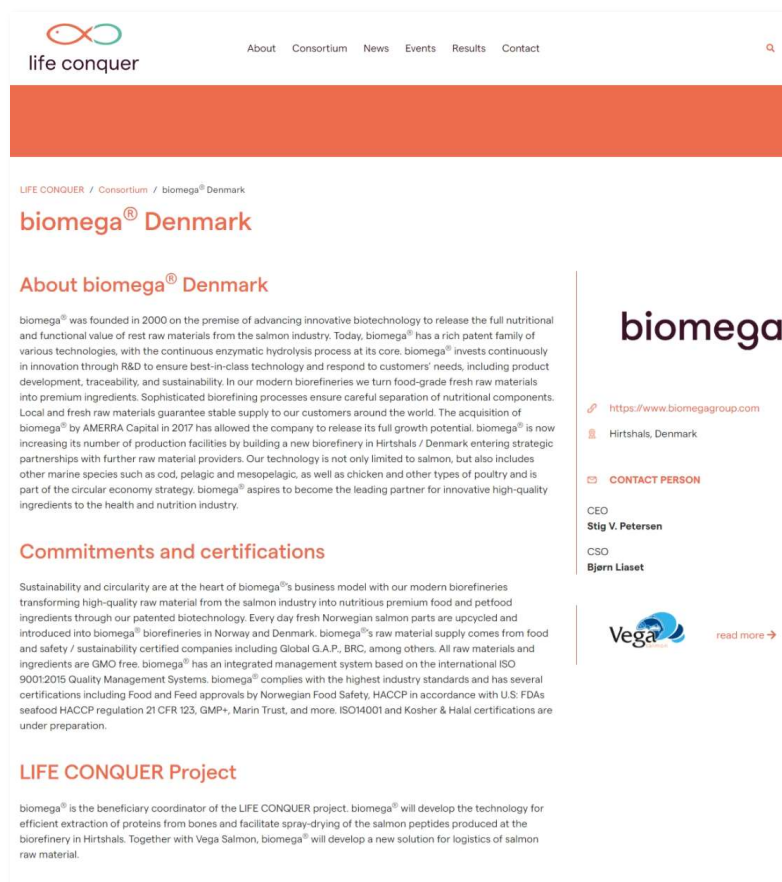 life conquer
About Consortium News Events Results Contact
LIFE CONQUER / Consortium / biomega® Denmark
biomega® Denmark
About biomega® Denmark
biomega® was founded in 2000 on the premise of advancing innovative biotechnology to release the full nutritional
and functional value of rest raw materials from the salmon industry. Today, biomega® has a rich patent family of
various technologies, with the continuous enzymatic hydrolysis process at its core. biomega® invests continuously
in innovation through R&D to ensure best-in-class technology and respond to customers' needs, including product
development, traceability, and sustainability. In our modern biorefineries we turn food-grade fresh raw materials
into premium ingredients. Sophisticated biorefining processes ensure careful separation of nutritional components.
Local and fresh raw materials guarantee stable supply to our customers around the world. The acquisition of
biomega® by AMERRA Capital in 2017 has allowed the company to release its full growth potential. biomega® is now
increasing its number of production facilities by building a new biorefinery in Hirtshals / Denmark entering strategic
partnerships with further raw material providers. Our technology is not only limited to salmon, but also includes
other marine species such as cod, pelagic and mesopelagic, as well as chicken and other types of poultry and is
part of the circular economy strategy. biomega® aspires to become the leading partner for innovative high-quality
ingredients to the health and nutrition industry.
Commitments and certifications
Sustainability and circularity are at the heart of biomega®'s business model with our modern biorefineries
transforming high-quality raw material from the salmon industry into nutritious premium food and petfood
ingredients through our patented biotechnology. Every day fresh Norwegian salmon parts are upcycled and
introduced into biomega® biorefineries in Norway and Denmark. biomega®'s raw material supply comes from food
and safety / sustainability certified companies including Global G.A.P., BRC, among others. All raw materials and
ingredients are GMO free. biomega® has an integrated management system based on the international ISO
9001:2015 Quality Management Systems. biomega® complies with the highest industry standards and has several
certifications including Food and Feed approvals by Norwegian Food Safety, HACCP in accordance with U.S: FDAs
seafood HACCP regulation 21 CFR 123, GMP+, Marin Trust, and more. ISO14001 and Kosher & Halal certifications are
under preparation.
LIFE CONQUER Project
biomega® is the beneficiary coordinator of the LIFE CONQUER project. biomega® will develop the technology for
efficient extraction of proteins from bones and facilitate spray-drying of the salmon peptides produced at the
biorefinery in Hirtshals. Together with Vega Salmon, biomega® will develop a new solution for logistics of salmon
raw material.
biomega
https://www.biomegagroup.com
Hirtshals, Denmark
CONTACT PERSON
CEO
Stig V. Petersen
CSO
Bjørn Liaset
Vega
read more →